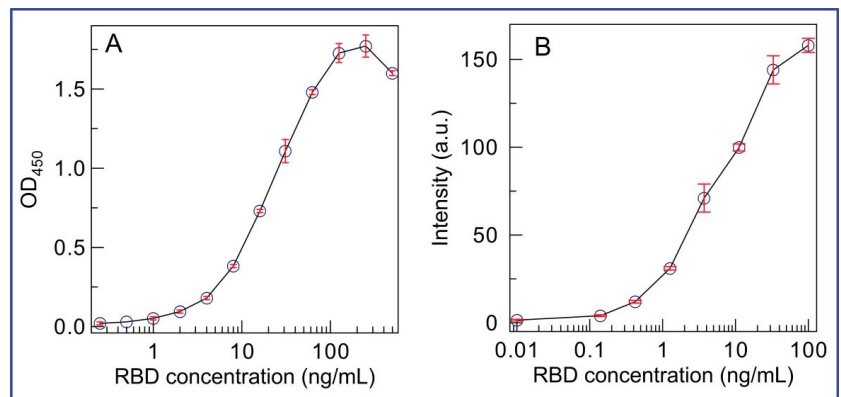 A
1.5
1.0
0.5
0.0
OD450
1 10 100
RBD concentration (ng/mL)
B
150
100
50
0
Intensity (a.u.)
0.01 0.1 1 10 100
RBD concentration (ng/mL)